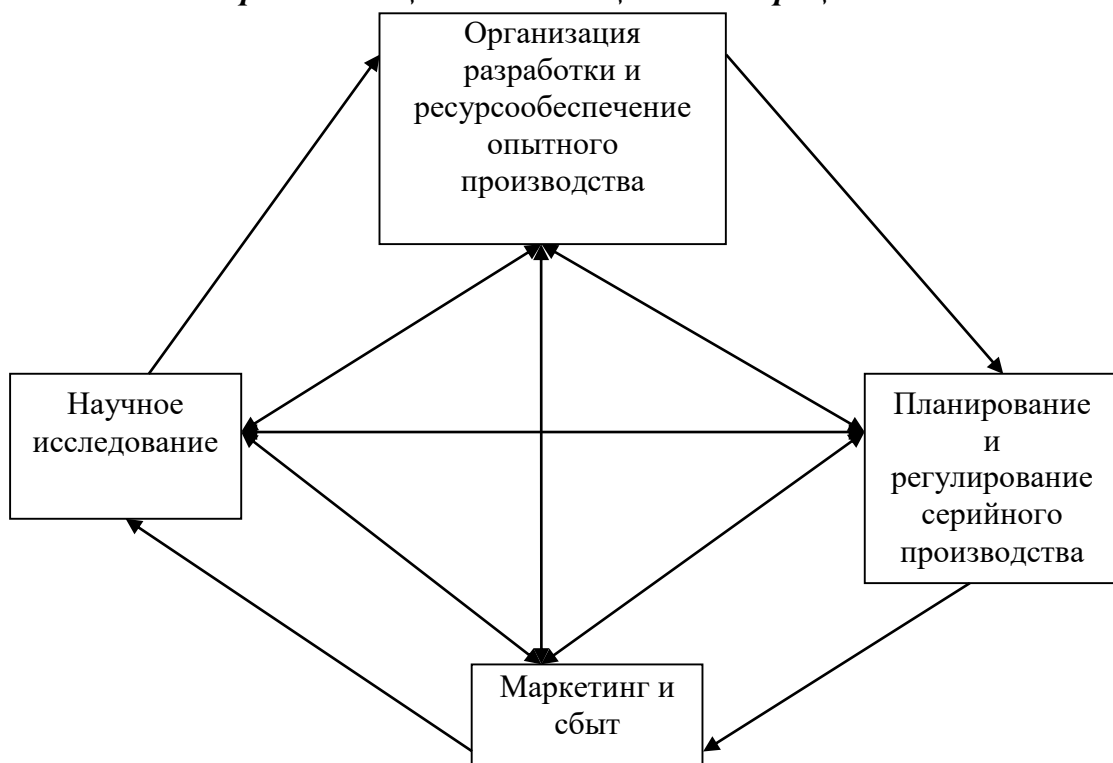 Организация
разработки и
ресурсообеспечение
опытного
производства
Научное
исследование
Планирование
и
регулирование
серийного
производства
Маркетинг и
сбыт